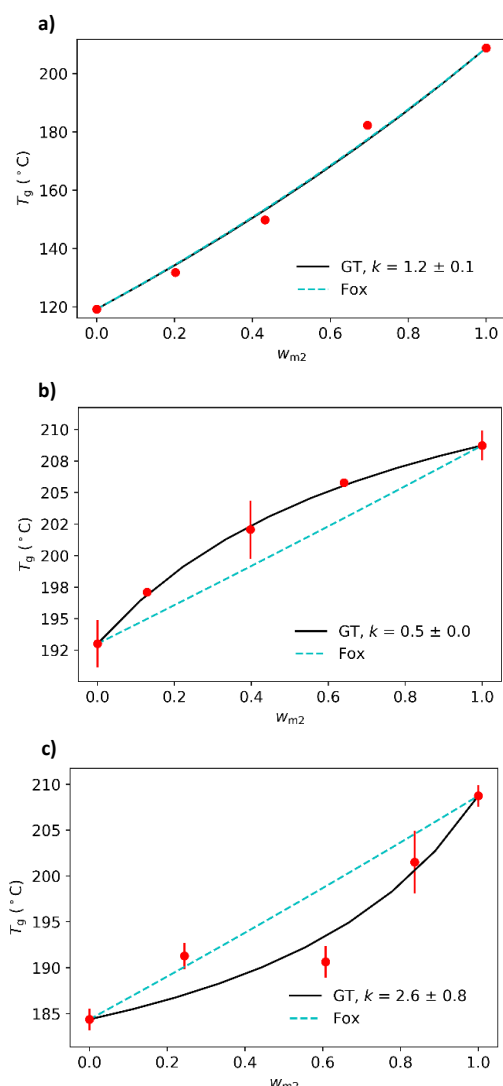 a)
200
180
160
140
120
T_g (°C)
GT, k = 1.2 ± 0.1
Fox
0.0 0.2 0.4 0.6 0.8 1.0
w_m2
b)
210
208
205
202
200
198
195
192
T_g (°C)
GT, k = 0.5 ± 0.0
Fox
0.0 0.2 0.4 0.6 0.8 1.0
w_m2
c)
210
205
200
195
190
185
T_g (°C)
GT, k = 2.6 ± 0.8
Fox
0.0 0.2 0.4 0.6 0.8 1.0
w_m2